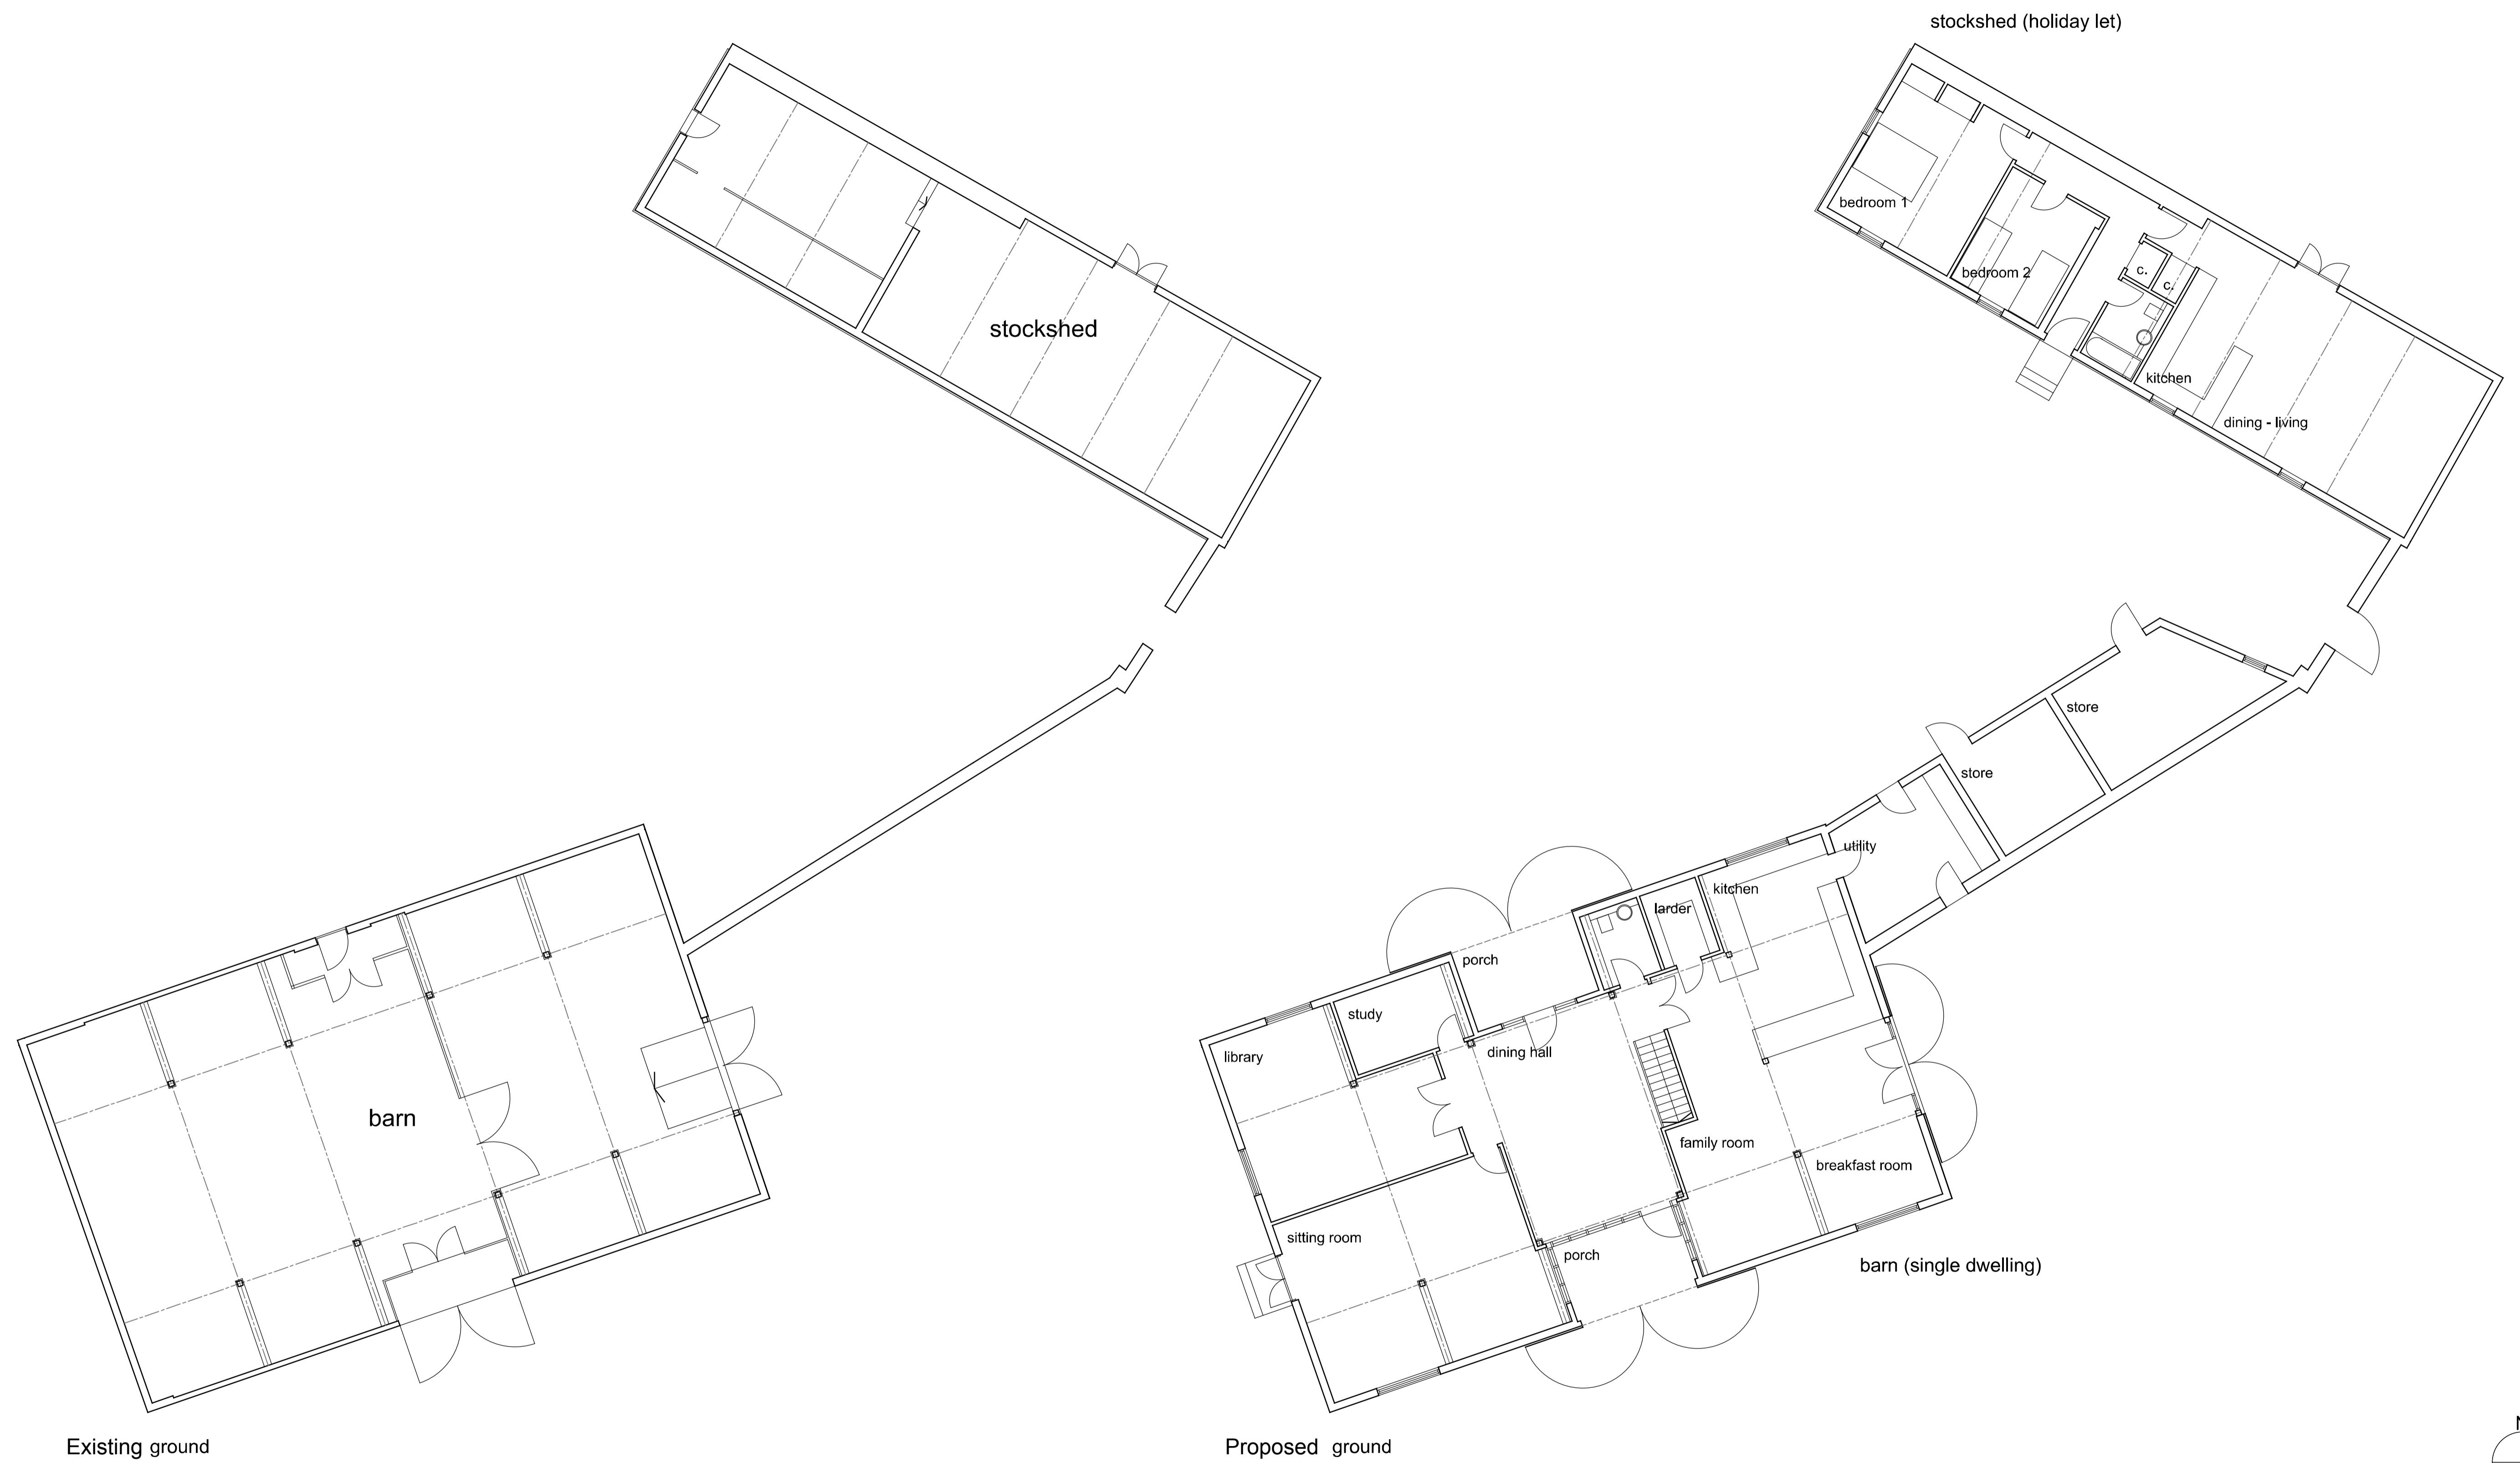 stockshed (holiday let)
bedroom 1
bedroom 2
c.
c.
kitchen
dining - living
stockshed
store
store
utility
kitchen
larder
porch
study
library
dining hall
barn
family room
breakfast room
sitting room
porch
barn (single dwelling)
Existing ground
Proposed ground